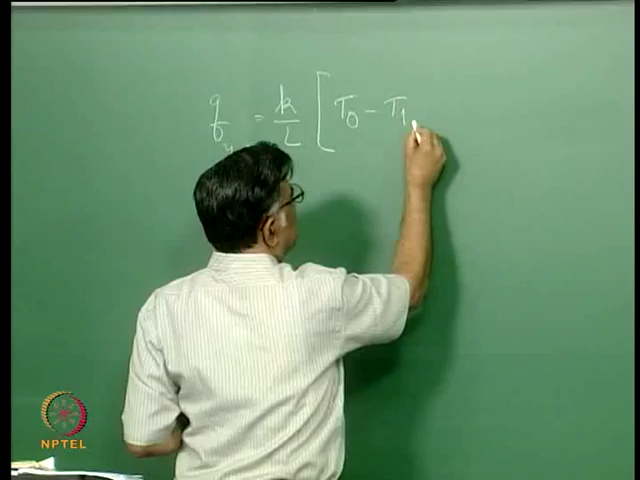 q/y = k/L [ T0 - T1
NPTEL